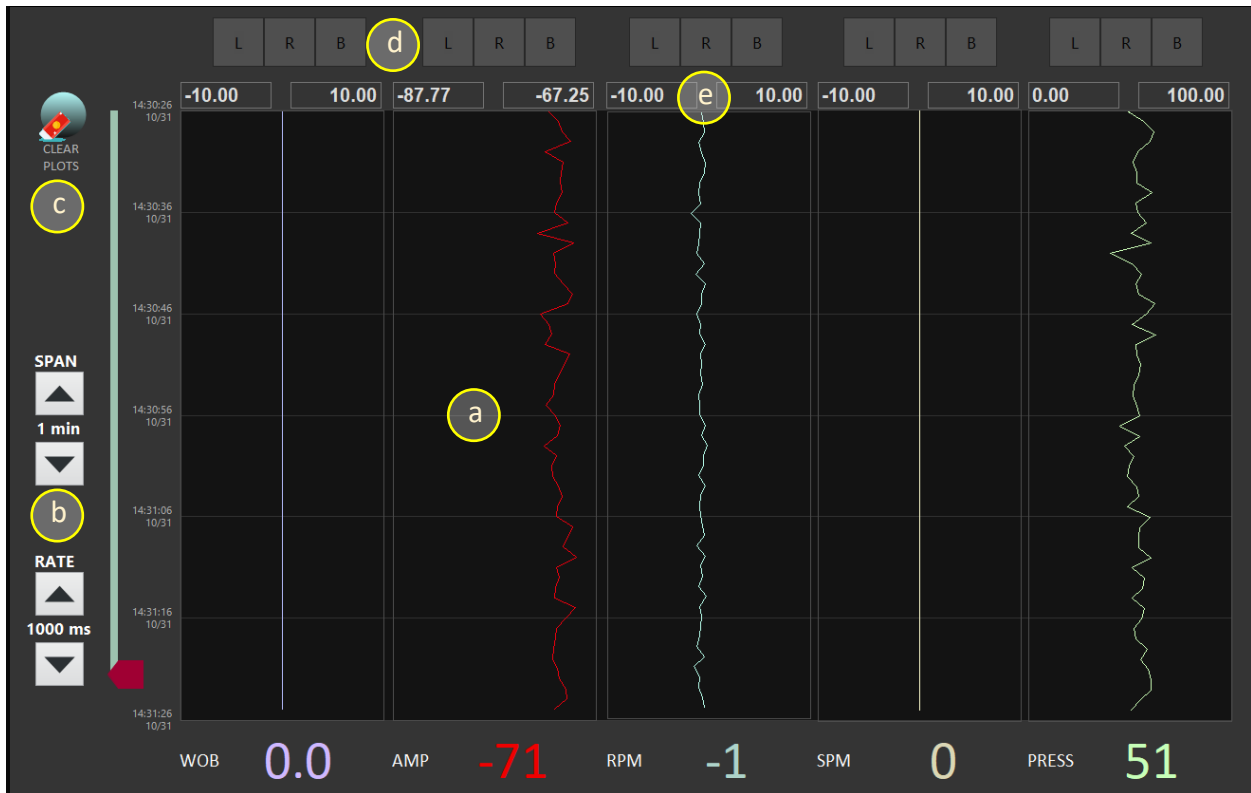 L R B d L R B L R B L R B L R B
-10.00 10.00 -87.77 -67.25 -10.00 e 10.00 -10.00 10.00 0.00 100.00
14:30:26
10/31
CLEAR
PLOTS
c
14:30:36
10/31
14:30:46
10/31
SPAN
1 min
14:30:56
10/31
a
b
14:31:06
10/31
RATE
1000 ms
14:31:16
10/31
14:31:26
10/31
WOB 0.0 AMP -71 RPM -1 SPM 0 PRESS 51